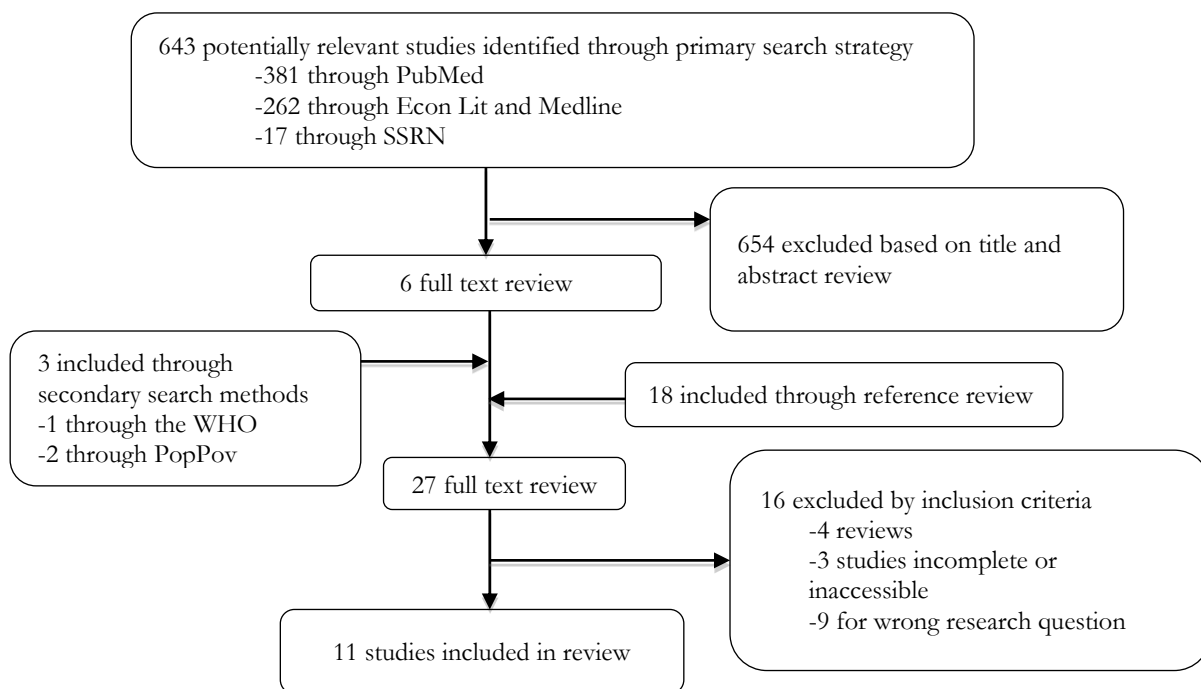 643 potentially relevant studies identified through primary search strategy
-381 through PubMed
-262 through Econ Lit and Medline
-17 through SSRN
654 excluded based on title and
abstract review
6 full text review
3 included through
secondary search methods
-1 through the WHO
-2 through PopPov
18 included through reference review
27 full text review
16 excluded by inclusion criteria
-4 reviews
-3 studies incomplete or
inaccessible
-9 for wrong research question
11 studies included in review